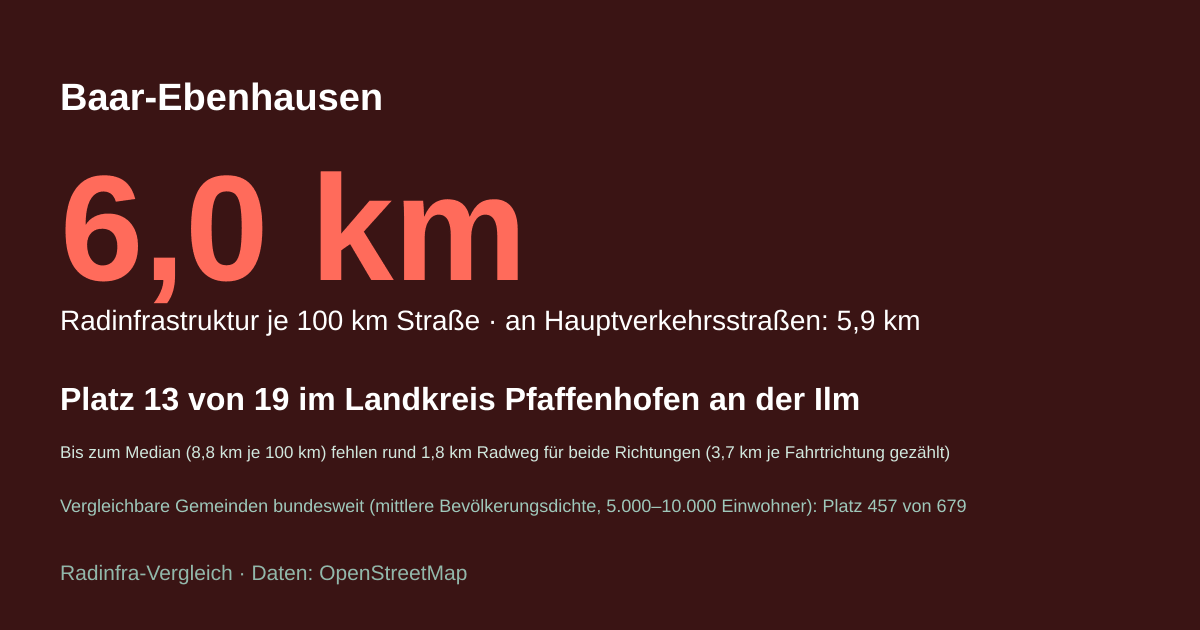 Baar-Ebenhausen
6,0 km
Radinfrastruktur je 100 km Straße · an Hauptverkehrsstraßen: 5,9 km
Platz 13 von 19 im Landkreis Pfaffenhofen an der Ilm
Bis zum Median (8,8 km je 100 km) fehlen rund 1,8 km Radweg für beide Richtungen (3,7 km je Fahrtrichtung gezählt)
Vergleichbare Gemeinden bundesweit (mittlere Bevölkerungsdichte, 5.000–10.000 Einwohner): Platz 457 von 679
Radinfra-Vergleich · Daten: OpenStreetMap